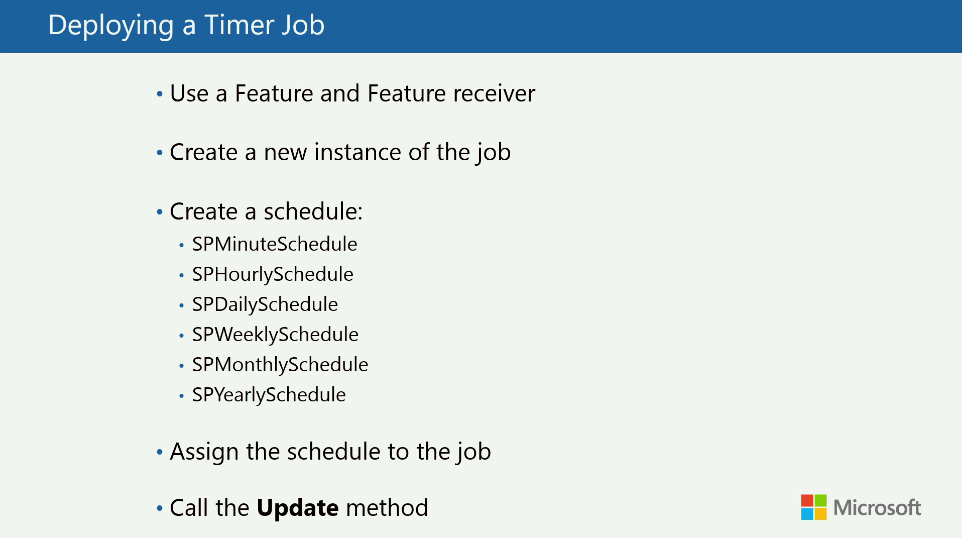 Deploying a Timer Job
• Use a Feature and Feature receiver
• Create a new instance of the job
• Create a schedule:
• SPMinuteSchedule
• SPHourlySchedule
• SPDailySchedule
• SPWeeklySchedule
• SPMonthlySchedule
• SPYearlySchedule
• Assign the schedule to the job
• Call the Update method
Microsoft